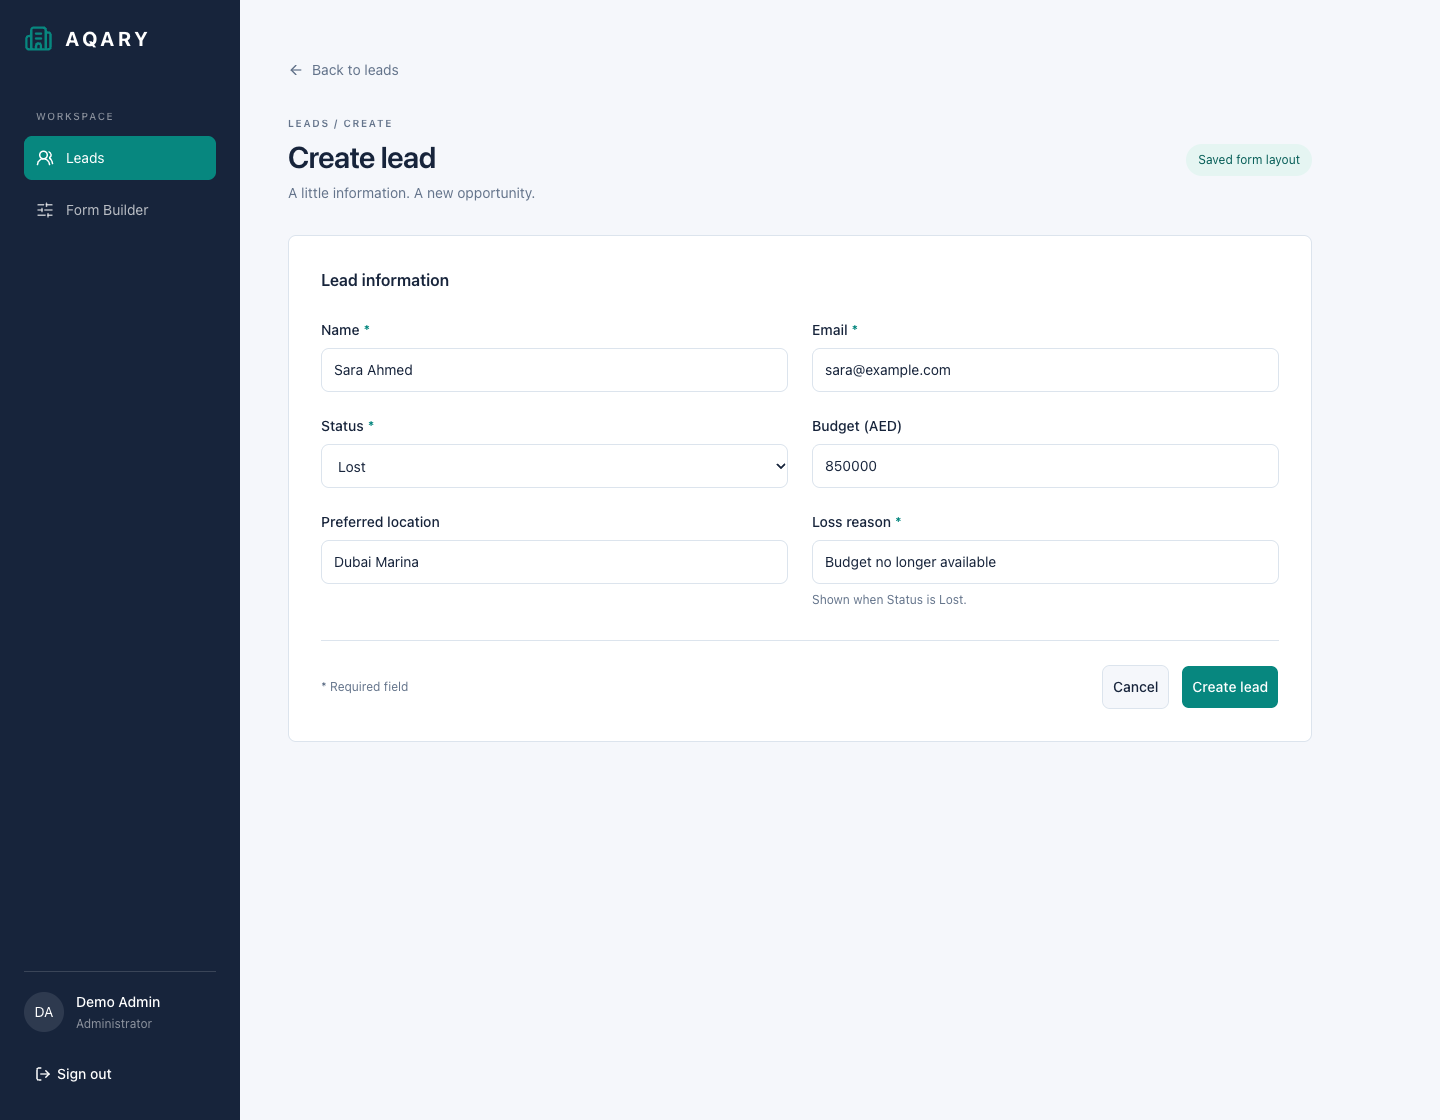 AQARY
WORKSPACE
Leads
Form Builder
Demo Admin
DA
Administrator
Sign out
Back to leads
LEADS / CREATE
Create lead
A little information. A new opportunity.
Saved form layout
Lead information
Name *
Sara Ahmed
Email *
sara@example.com
Status *
Lost
Budget (AED)
850000
Preferred location
Dubai Marina
Loss reason *
Budget no longer available
Shown when Status is Lost.
* Required field
Cancel
Create lead